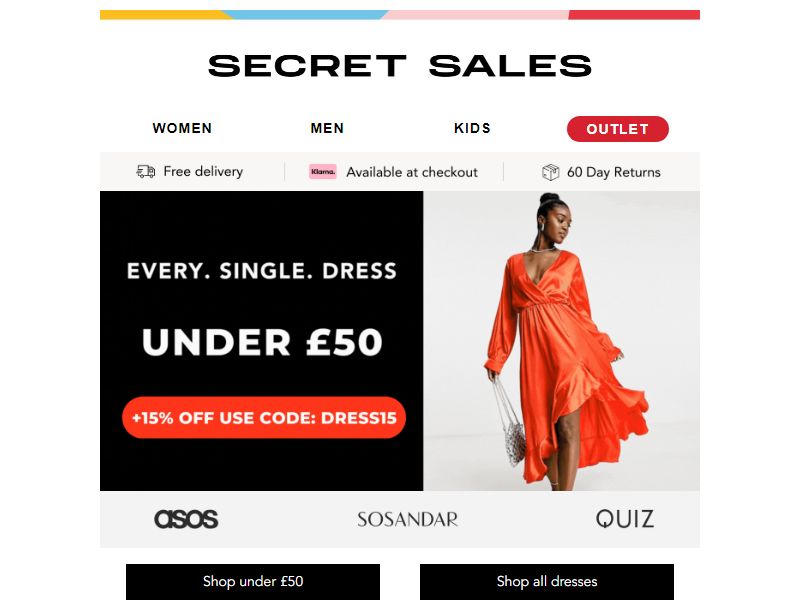 SECRET SALES
WOMEN MEN KIDS OUTLET
Free delivery Klarna. Available at checkout 60 Day Returns
EVERY. SINGLE. DRESS
UNDER £50
+15% OFF USE CODE: DRESS15
asos SOSANDAR QUIZ
Shop under £50 Shop all dresses